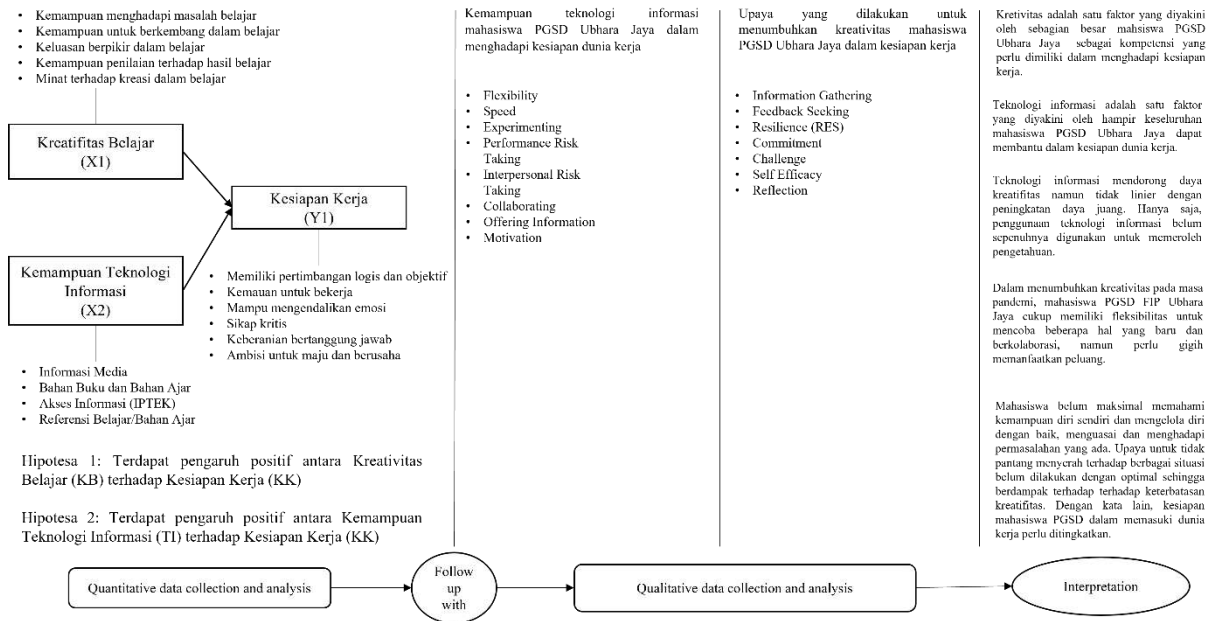 • Kemampuan menghadapi masalah belajar
• Kemampuan untuk berkembang dalam belajar
• Keluasan berpikir dalam belajar
• Kemampuan penilaian terhadap hasil belajar
• Minat terhadap kreasi dalam belajar
Kreatifitas Belajar
(X1)
Kesiapan Kerja
(Y1)
Kemampuan Teknologi
Informasi
(X2)
• Memiliki pertimbangan logis dan objektif
• Kemauan untuk bekerja
• Mampu mengendalikan emosi
• Sikap kritis
• Keberanian bertanggung jawab
• Ambisi untuk maju dan berusaha
• Informasi Media
• Bahan Buku dan Bahan Ajar
• Akses Informasi (IPTEK)
• Referensi Belajar/Bahan Ajar
Hipotesa 1: Terdapat pengaruh positif antara Kreativitas
Belajar (KB) terhadap Kesiapan Kerja (KK)
Hipotesa 2: Terdapat pengaruh positif antara Kemampuan
Teknologi Informasi (TI) terhadap Kesiapan Kerja (KK)
Kemampuan teknologi informasi
mahasiswa PGSD Ubhara Jaya dalam
menghadapi kesiapan dunia kerja
• Flexibility
• Speed
• Experimenting
• Performance Risk
Taking
• Interpersonal Risk
Taking
• Collaborating
• Offering Information
• Motivation
Upaya yang dilakukan untuk
menumbuhkan kreativitas mahasiswa
PGSD Ubhara Jaya dalam kesiapan kerja
• Information Gathering
• Feedback Seeking
• Resilience (RES)
• Commitment
• Challenge
• Self Efficacy
• Reflection
Kretivitas adalah satu faktor yang diyakini
oleh sebagian besar mahsiswa PGSD
Ubhara Jaya sebagai kompetensi yang
perlu dimiliki dalam menghadapi kesiapan
kerja.
Teknologi informasi adalah satu faktor
yang diyakini oleh hampir keseluruhan
mahasiswa PGSD Ubhara Jaya dapat
membantu dalam kesiapan dunia kerja.
Teknologi informasi mendorong daya
kreatifitas namun tidak linier dengan
peningkatan daya juang. Hanya saja,
penggunaan teknologi informasi belum
sepenuhnya digunakan untuk memeroleh
pengetahuan.
Dalam menumbuhkan kreativitas pada masa
pandemi, mahasiswa PGSD FIP Ubhara
Jaya cukup memiliki fleksibilitas untuk
mencoba beberapa hal yang baru dan
berkolaborasi, namun perlu gigih
memanfaatkan peluang.
Mahasiswa belum maksimal memahami
kemampuan diri sendiri dan mengelola diri
dengan baik, menguasai dan menghadapi
permasalahan yang ada. Upaya untuk tidak
pantang menyerah terhadap berbagai situasi
belum dilakukan dengan optimal sehingga
berdampak terhadap terhadap keterbatasan
kreativitas. Dengan kata lain, kesiapan
mahasiswa PGSD dalam memasuki dunia
kerja perlu ditingkatkan.
Quantitative data collection and analysis
Follow
up
with
Qualitative data collection and analysis
Interpretation